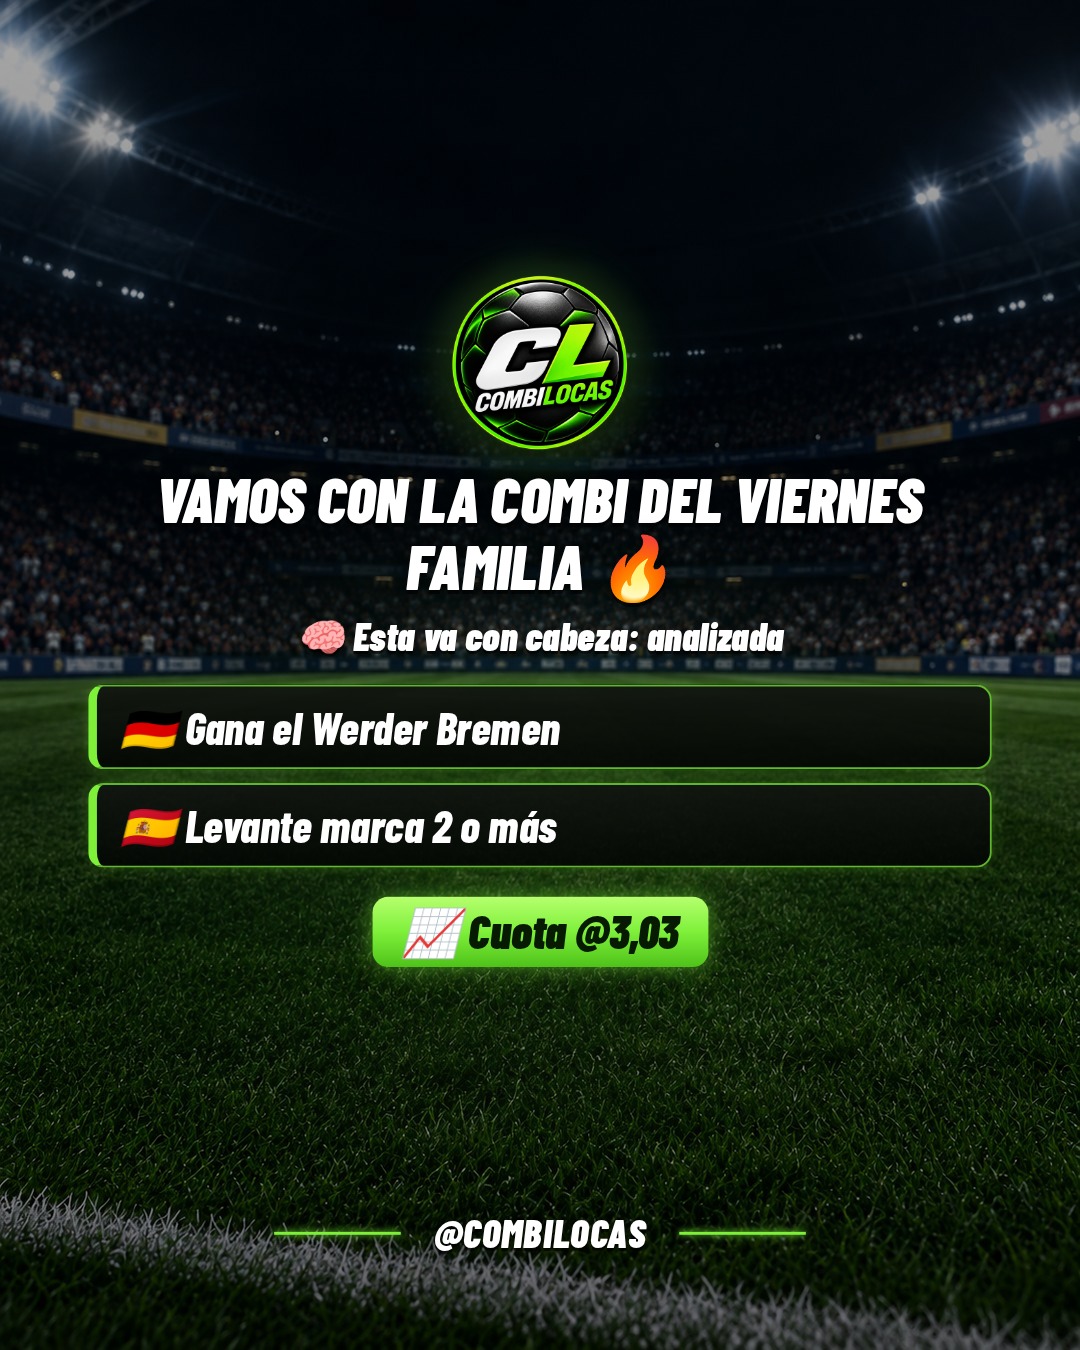 CL
COMBILOCAS
VAMOS CON LA COMBI DEL VIERNES
FAMILIA 🔥
🧠 Esta va con cabeza: analizada
🇩🇪 Gana el Werder Bremen
🇪🇸 Levante marca 2 o más
📈 Cuota @3,03
@COMBILOCAS